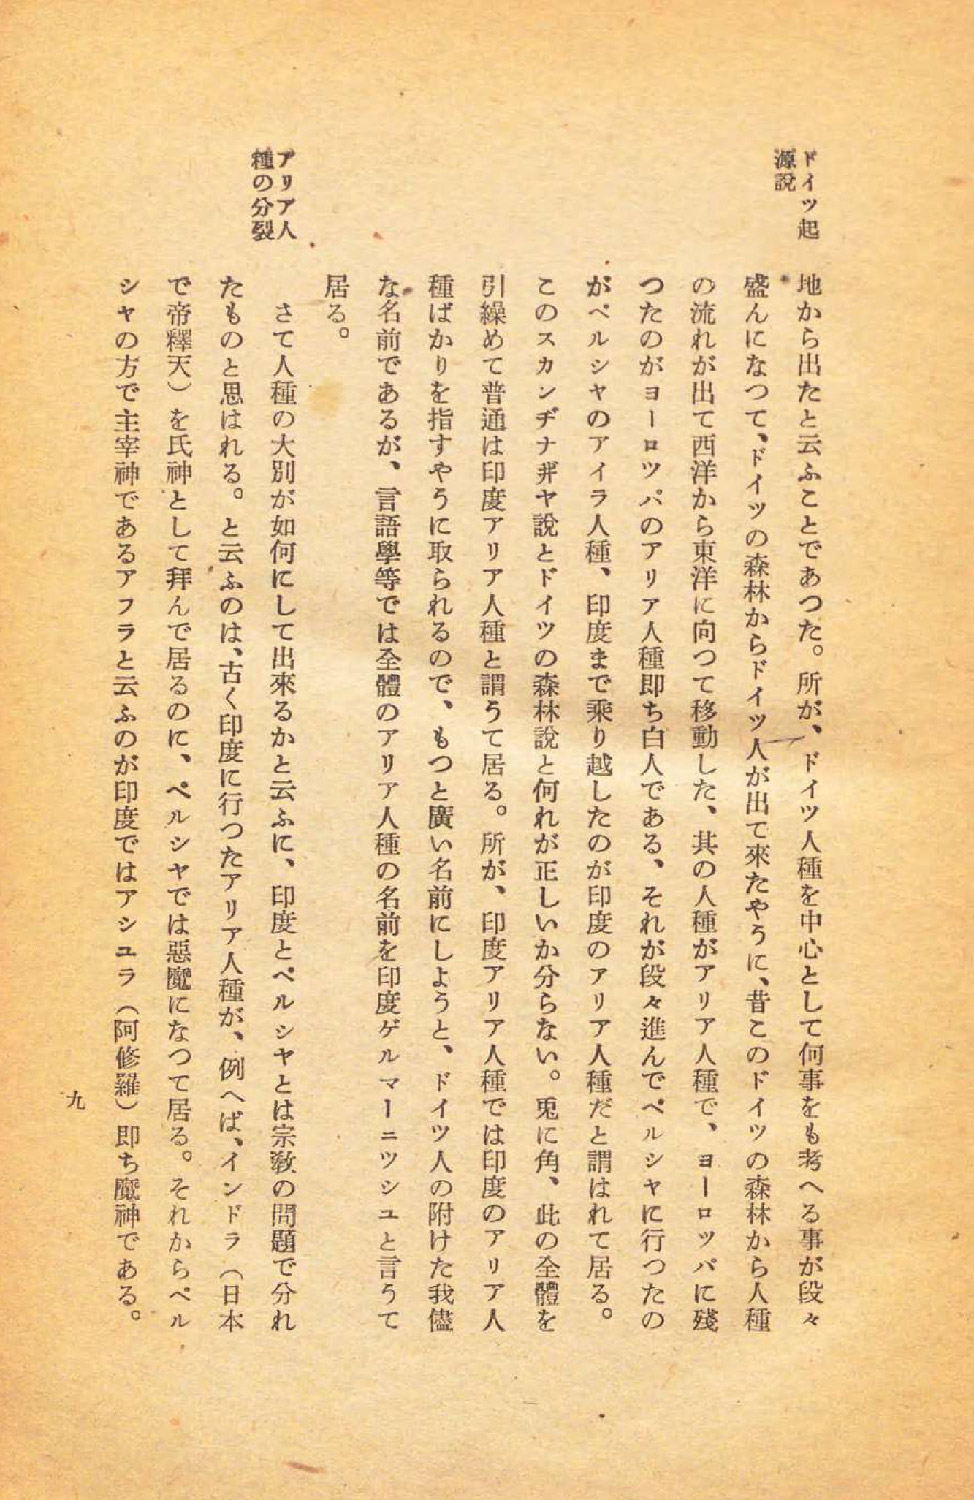 ドイツ起
源說
地から出たと云ふことであつた。所が、ドイツ人種を中心として何事をも考へる事が段々
盛んになつて、ドイツの森林からドイツ人が出て來たやうに、昔このドイツの森林から人種
の流れが出て西洋から東洋に向つて移動した、其の人種がアリア人種で、ヨーロツパに殘
つたのがヨーロツパのアリア人種即ち白人である、それが段々進んでペルシヤに行つたの
がペルシヤのアイラ人種、印度まで乘り越したのが印度のアリア人種だと謂はれて居る。
このスカンヂナヸヤ說とドイツの森林說と何れが正しいか分らない。兎に角、此の全體を
引繰めて普通は印度アリア人種と謂うて居る。所が、印度アリア人種では印度のアリア人
種ばかりを指すやうに取られるので、もつと廣い名前にしようと、ドイツ人の附けた我儘
な名前であるが、言語學等では全體のアリア人種の名前を印度ゲルマーニツシユと言うて
居る。
アリア人
種の分裂
さて人種の大別が如何にして出來るかと云ふに、印度とペルシヤとは宗敎の問題で分れ
たものと思はれる。と云ふのは、古く印度に行つたアリア人種が、例へば、インドラ（日本
で帝釋天）を氏神として拜んで居るのに、ペルシヤでは惡魔になつて居る。それからペル
シヤの方で主宰神であるアフラと云ふのが印度ではアシユラ（阿修羅）即ち魔神である。
九